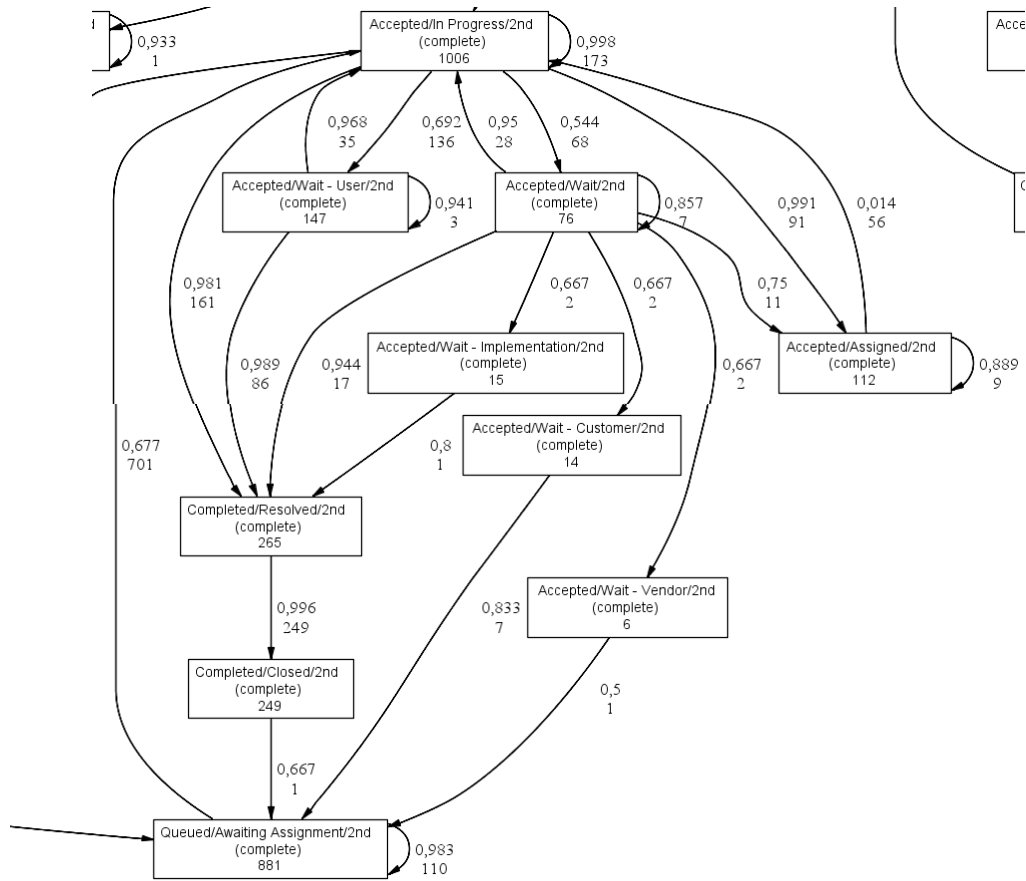 d
0,933
1
Accepted/In Progress/2nd
(complete)
1006
0,998
173
Acce
0,968
35
0,692
136
0,95
28
0,544
68
Accepted/Wait - User/2nd
(complete)
147
0,941
3
Accepted/Wait/2nd
(complete)
76
0,857
7
0,991
91
0,014
56
0,981
161
0,667
2
0,667
2
0,75
11
0,989
86
0,944
17
Accepted/Wait - Implementation/2nd
(complete)
15
0,667
2
Accepted/Assigned/2nd
(complete)
112
0,889
9
0,677
701
0,8
1
Accepted/Wait - Customer/2nd
(complete)
14
Completed/Resolved/2nd
(complete)
265
0,996
249
0,833
7
Accepted/Wait - Vendor/2nd
(complete)
6
Completed/Closed/2nd
(complete)
249
0,5
1
0,667
1
Queued/Awaiting Assignment/2nd
(complete)
881
0,983
110